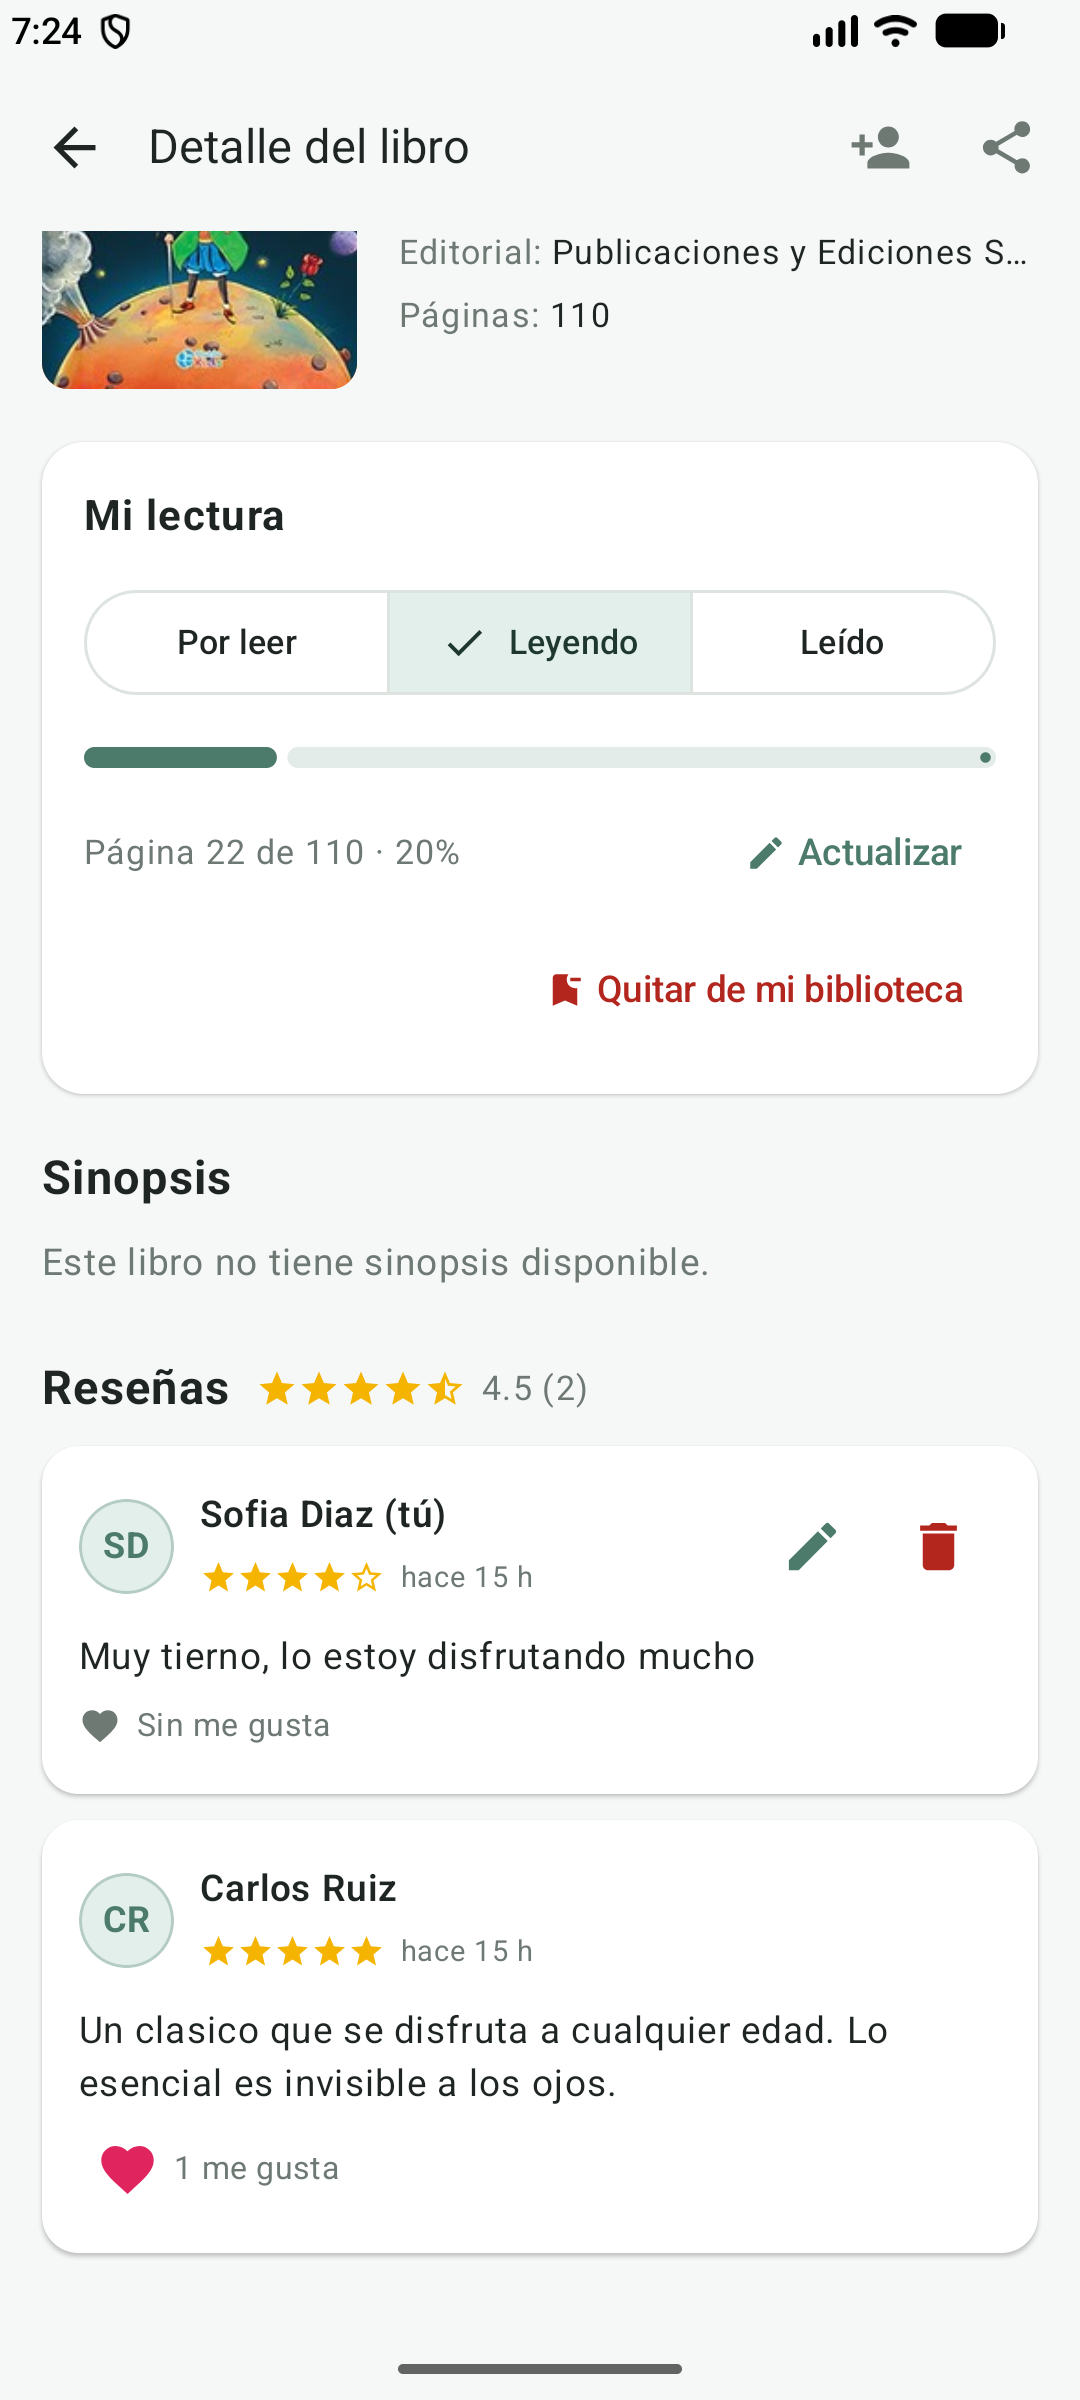 7:24
Detalle del libro
Editorial: Publicaciones y Ediciones S...
Páginas: 110
Mi lectura
Por leer
Leyendo
Leído
Página 22 de 110 · 20%
Actualizar
Quitar de mi biblioteca
Sinopsis
Este libro no tiene sinopsis disponible.
Reseñas 4.5 (2)
SD
Sofia Diaz (tú)
hace 15 h
Muy tierno, lo estoy disfrutando mucho
Sin me gusta
CR
Carlos Ruiz
hace 15 h
Un clasico que se disfruta a cualquier edad. Lo
esencial es invisible a los ojos.
1 me gusta